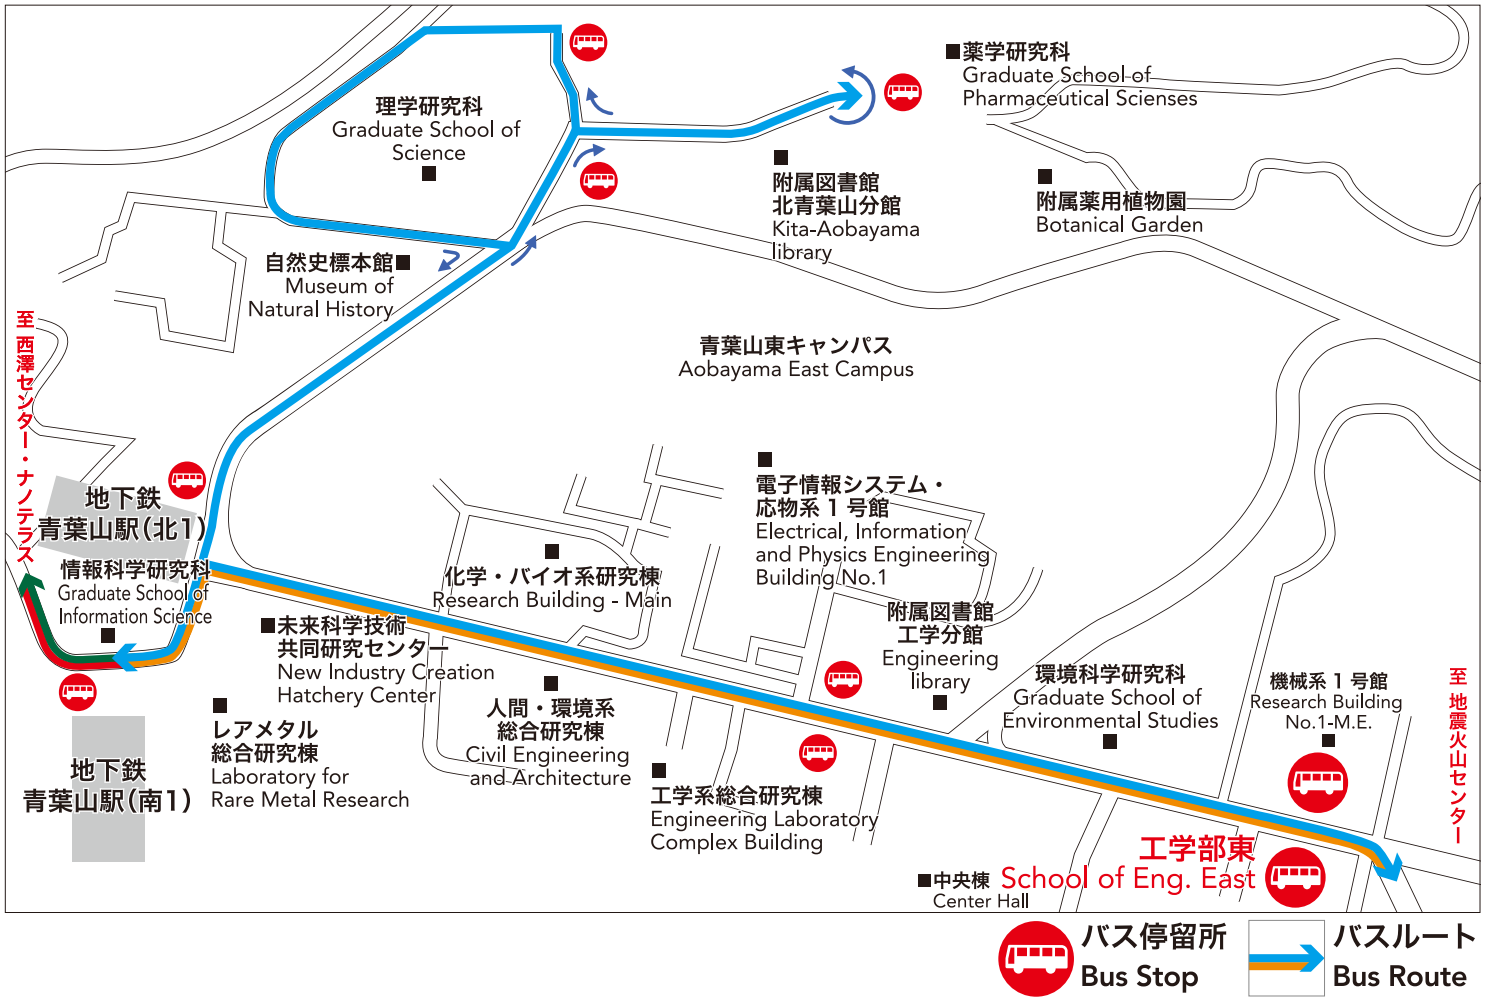 理学研究科
Graduate School of
Science
薬学研究科
Graduate School of
Pharmaceutical Scienses
附属図書館
北青葉山分館
Kita-Aobayama
library
附属薬用植物園
Botanical Garden
自然史標本館
Museum of
Natural History
至 西澤センター・ナノテラス
青葉山東キャンパス
Aobayama East Campus
地下鉄
青葉山駅(北1)
情報科学研究科
Graduate School of
Information Science
電子情報システム・
応物系 1 号館
Electrical, Information
and Physics Engineering
Building No.1
化学・バイオ系研究棟
Research Building - Main
附属図書館
工学分館
Engineering
library
未来科学技術
共同研究センター
New Industry Creation
Hatchery Center
人間・環境系
総合研究棟
Civil Engineering
and Architecture
環境科学研究科
Graduate School of
Environmental Studies
機械系 1 号館
Research Building
No.1-M.E.
至 地震火山センター
レアメタル
総合研究棟
Laboratory for
Rare Metal Research
地下鉄
青葉山駅(南1)
工学系総合研究棟
Engineering Laboratory
Complex Building
工学部東
School of Eng. East
中央棟
Center Hall
バス停留所
Bus Stop
バスルート
Bus Route